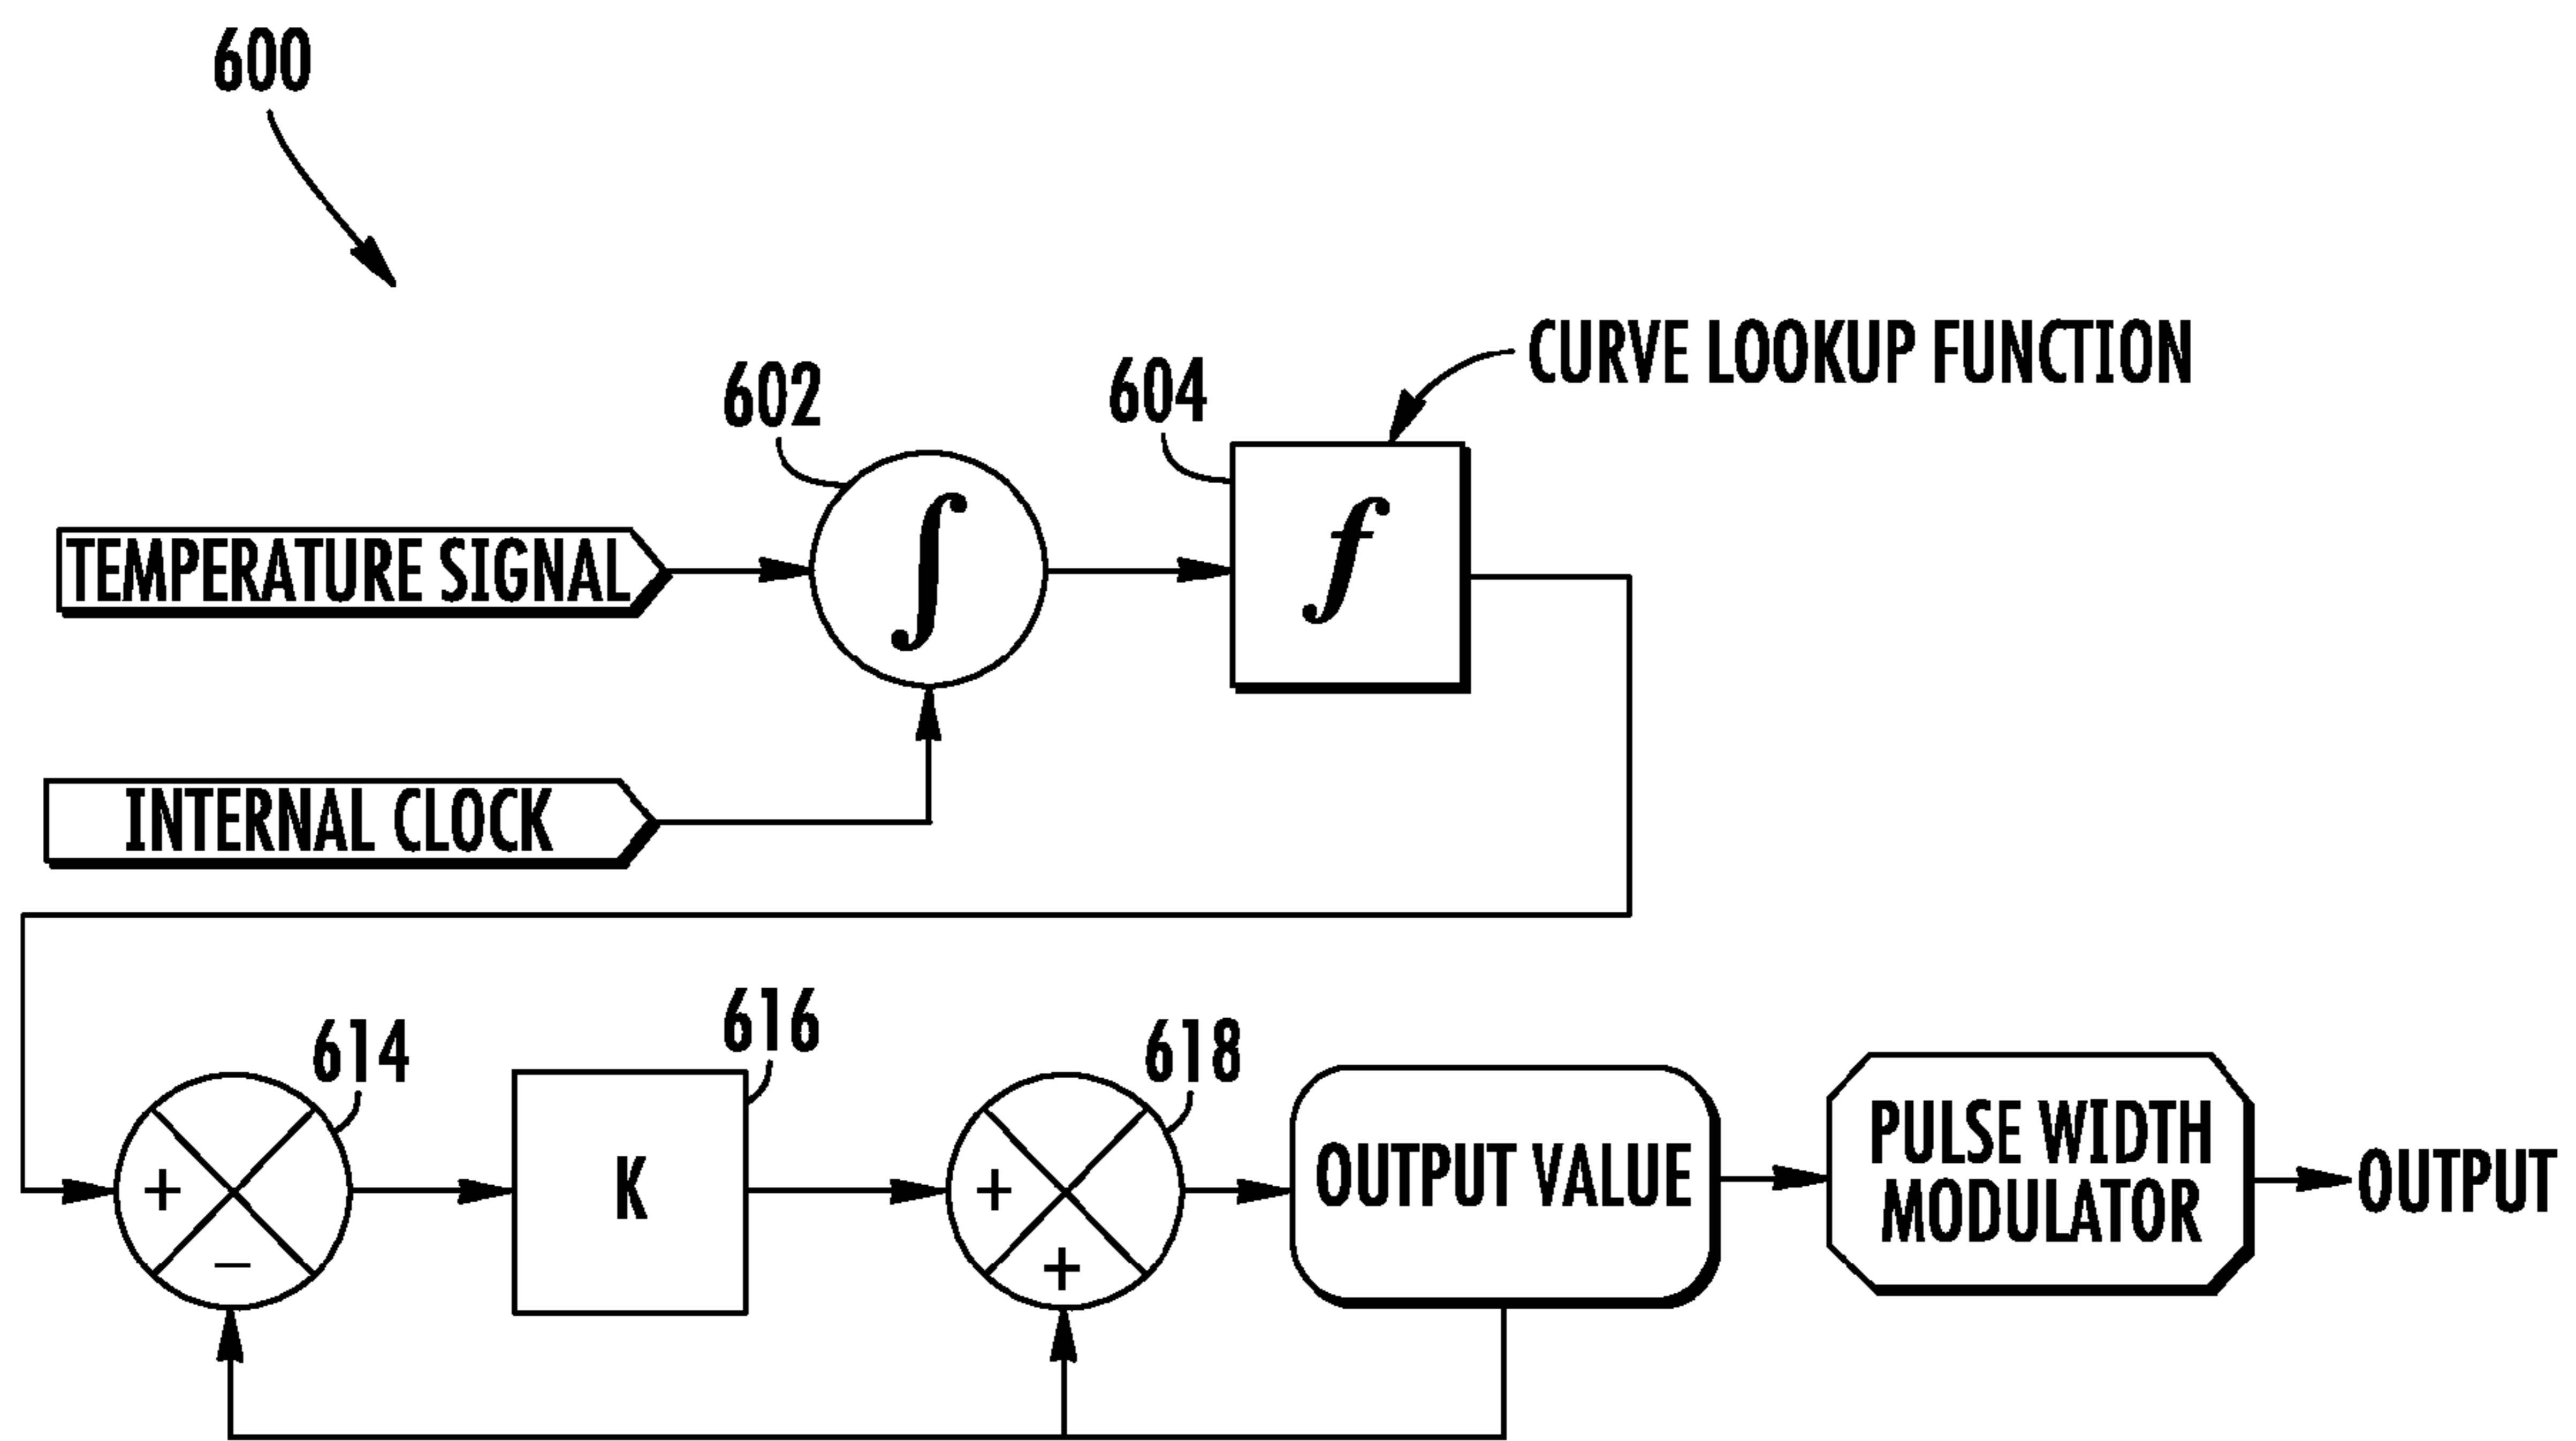 600
CURVE LOOKUP FUNCTION
602
604
TEMPERATURE SIGNAL
∫
f
INTERNAL CLOCK
614
616
618
+
−
K
+
+
OUTPUT VALUE
PULSE WIDTH
MODULATOR
OUTPUT